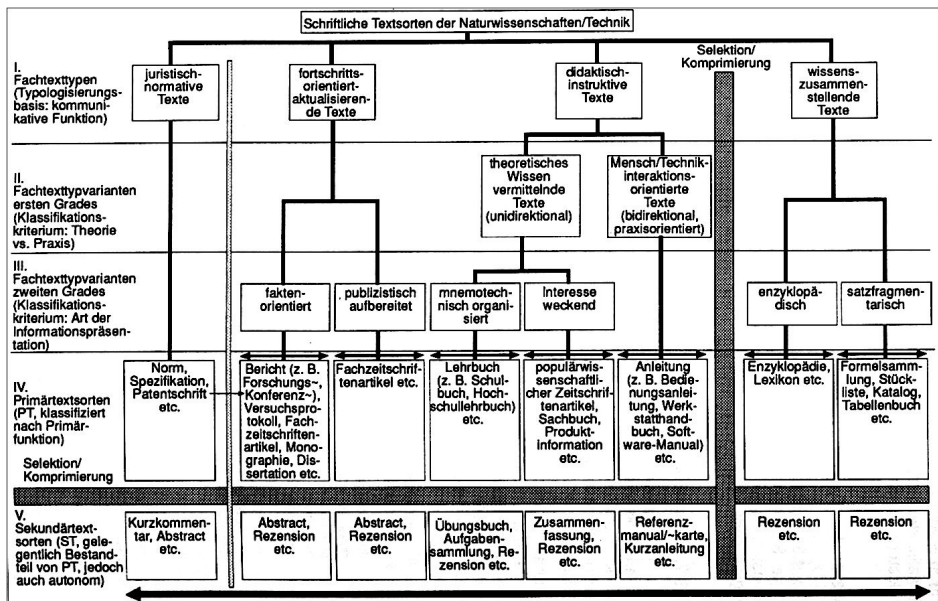 Schriftliche Textsorten der Naturwissenschaften/Technik
Selektion/
Komprimierung
I.
Fachtexttypen
(Typologisierungs-
basis: kommuni-
kative Funktion)
juristisch-
normative
Texte
fortschritts-
orientiert-
aktualisieren-
de Texte
didaktisch-
instruktive
Texte
wissens-
zusammen-
stellende
Texte
II.
Fachtexttypvarianten
ersten Grades
(Klassifikations-
kriterium: Theorie
vs. Praxis)
theoretisches
Wissen
vermittelnde
Texte
(unidirektional)
Mensch/Technik-
interaktions-
orientierte
Texte
(bidirektional,
praxisorientiert)
III.
Fachtexttypvarianten
zweiten Grades
(Klassifikations-
kriterium: Art der
Informationspräsen-
tation)
fakten-
orientiert
publizistisch
aufbereitet
mnemotech-
nisch organi-
siert
Interesse
weckend
enzyklopä-
disch
satzfragmen-
tarisch
IV.
Primärtextsorten
(PT, klassifiziert
nach Primär-
funktion)
Norm,
Spezifikation,
Patentschrift
etc.
Bericht (z. B.
Forschungs~,
Konferenz~),
Versuchspro-
tokoll, Fach-
zeitschriften-
artikel, Mono-
graphie, Dis-
sertation etc.
Fachzeitschrif-
tenartikel etc.
Lehrbuch
(z. B. Schul-
buch, Hoch-
schullehrbuch)
etc.
populärwis-
senschaftli-
cher Zeitschrif-
tenartikel,
Sachbuch,
Produkt-
information
etc.
Anleitung
(z. B. Bedie-
nungsanlei-
tung, Werk-
statthand-
buch, Soft-
ware-Manual)
etc.
Enzyklopädie,
Lexikon etc.
Formelsamm-
lung, Stück-
liste, Katalog,
Tabellenbuch
etc.
Selektion/
Komprimierung
V.
Sekundärtext-
sorten (ST, gele-
gentlich Bestand-
teil von PT, jedoch
auch autonom)
Kurzkommen-
tar, Abstract
etc.
Abstract,
Rezension
etc.
Abstract,
Rezension
etc.
Übungsbuch,
Aufgaben-
sammlung, Re-
zension etc.
Zusammen-
fassung,
Rezension
etc.
Referenz-
manual/~karte,
Kurzanleitung
etc.
Rezension
etc.
Rezension
etc.